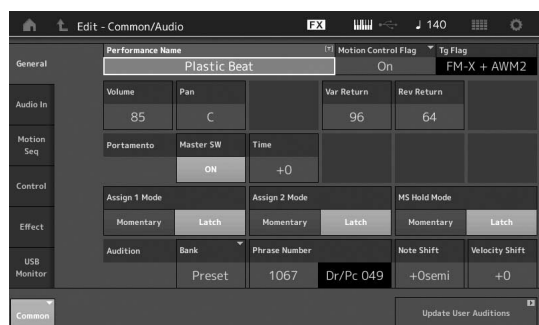 Edit - Common/Audio FX 140
General
Performance Name Motion Control Flag Tg Flag
Plastic Beat On FM-X + AWM2
Audio In
Volume Pan Var Return Rev Return
85 C 96 64
Motion Seq
Portamento Master SW Time
ON +0
Control
Assign 1 Mode Assign 2 Mode MS Hold Mode
Effect
Momentary Latch Momentary Latch Momentary Latch
USB Monitor
Audition Bank Phrase Number Note Shift Velocity Shift
Preset 1067 Dr/Pc 049 +0semi +0
Common
Update User Auditions